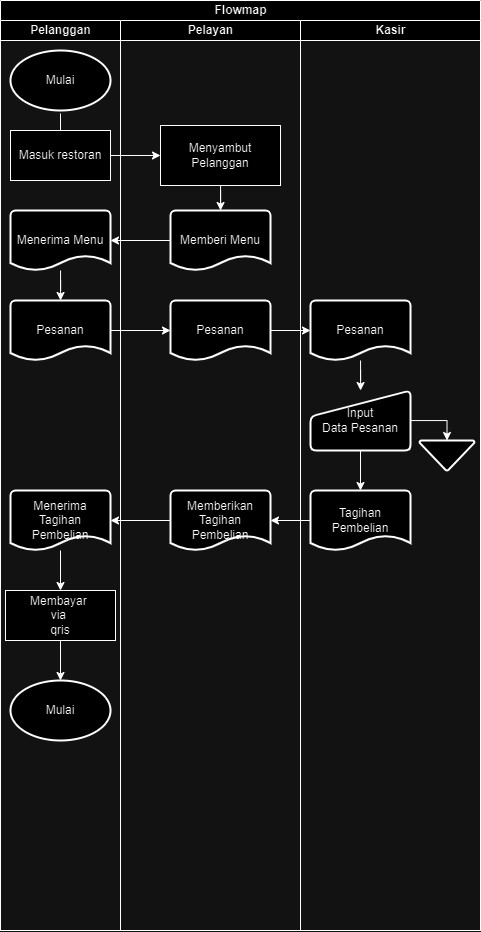 Flowmap
Pelanggan
Pelayan
Kasir
Mulai
Masuk restoran
Menyambut
Pelanggan
Menerima Menu
Memberi Menu
Pesanan
Pesanan
Pesanan
Input
Data Pesanan
Menerima
Tagihan
Pembelian
Memberikan
Tagihan
Pembelian
Tagihan
Pembelian
Membayar
via
qris
Mulai